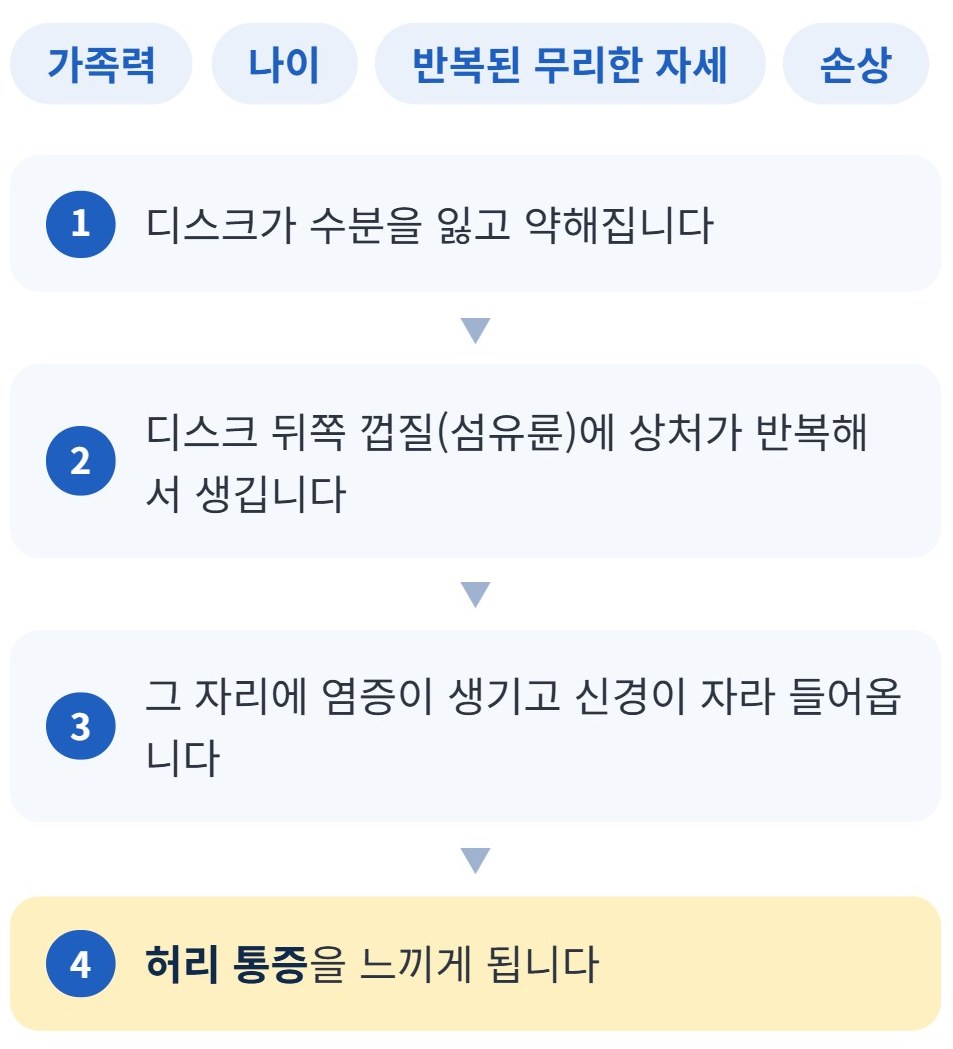 가족력 나이 반복된 무리한 자세 손상
1 디스크가 수분을 잃고 약해집니다
2 디스크 뒤쪽 껍질(섬유륜)에 상처가 반복해
서 생깁니다
3 그 자리에 염증이 생기고 신경이 자라 들어옵
니다
4 허리 통증을 느끼게 됩니다